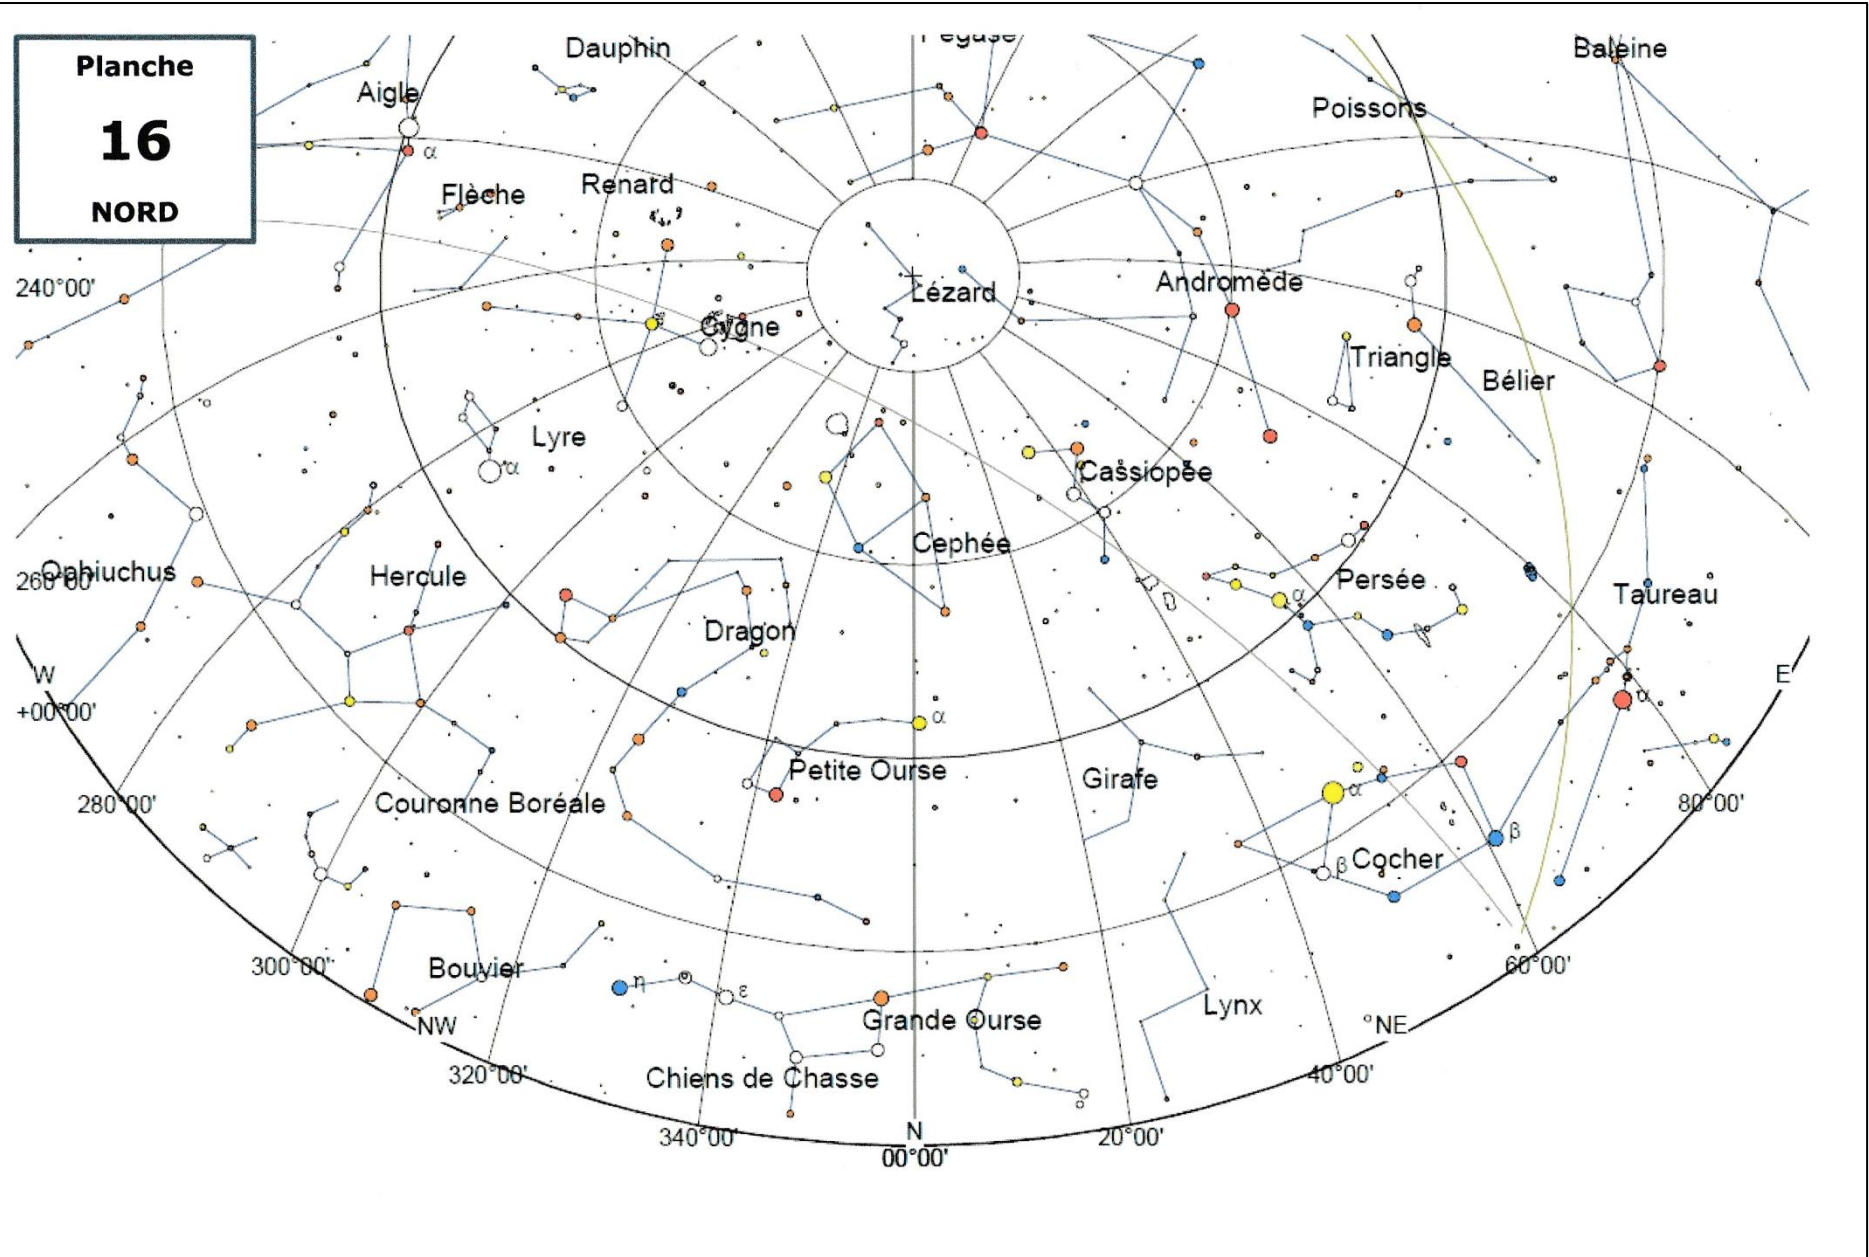 Planche
16
NORD
Dauphin
Pégase
Baleine
Aigle
Poissons
α
Flèche
Renard
240°00'
Lézard
Andromède
Cygne
Triangle
Bélier
Lyre
α
Cassiopée
Cephée
Ophiuchus
260°00'
Hercule
Persée
α
Taureau
Dragon
W
+00°00'
E
α
α
Petite Ourse
Girafe
280°00'
Couronne Boréale
α
80°00'
β
β
Cocher
300°00'
Bouvier
η
ε
60°00'
Grande Ourse
Lynx
NW
NE
320°00'
Chiens de Chasse
40°00'
340°00'
N
20°00'
00°00'